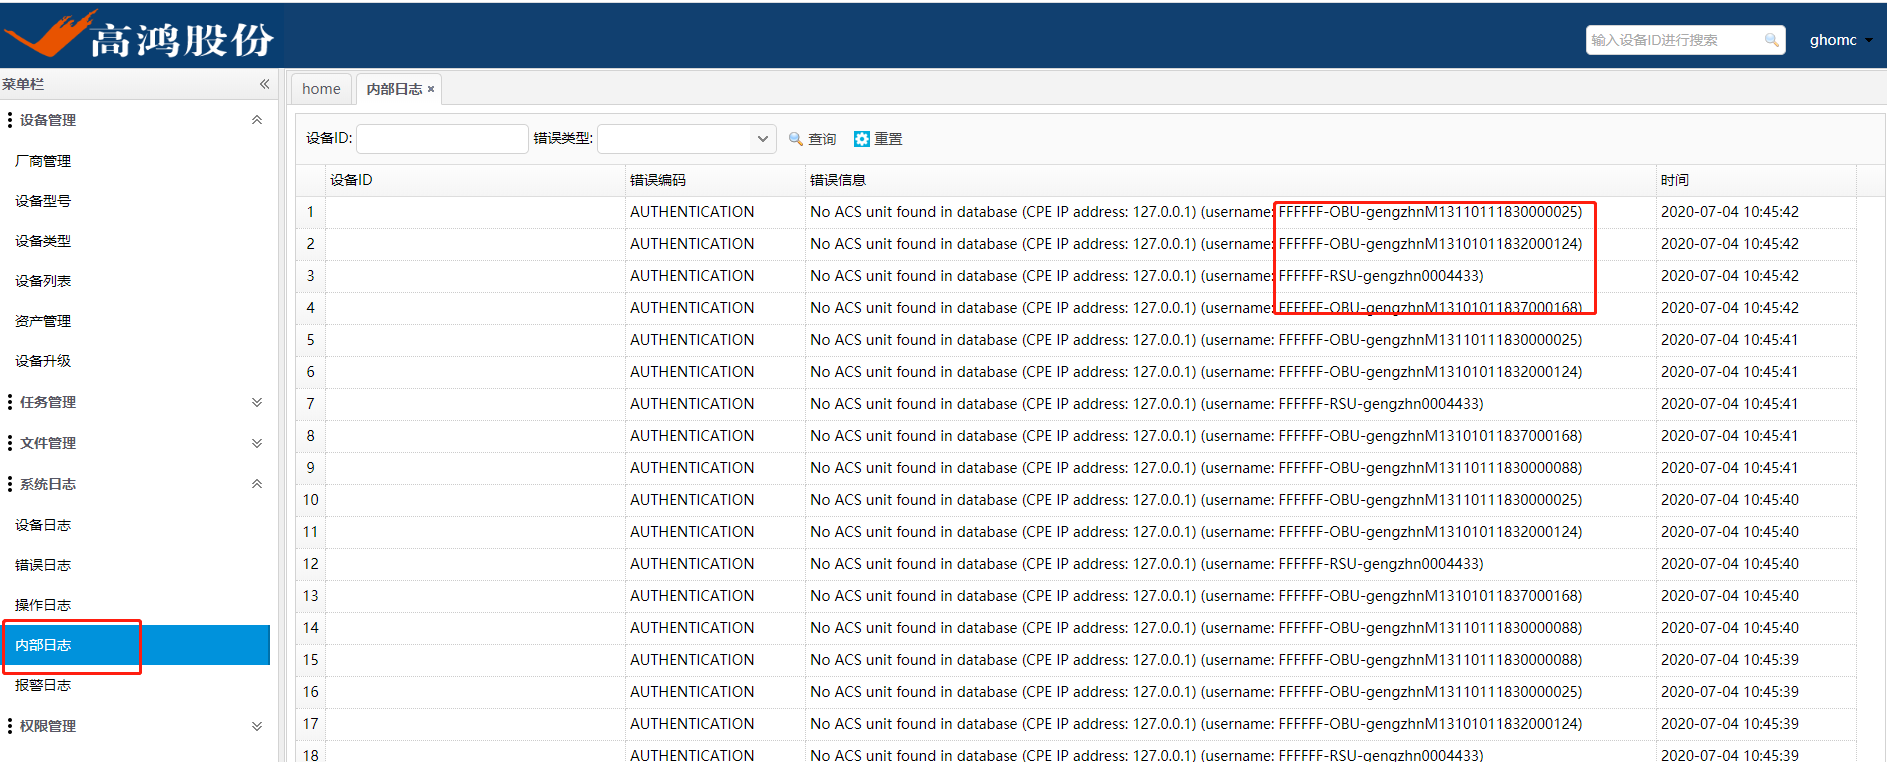 高鸿股份
输入设备ID进行搜索
ghomc
菜单栏
设备管理
厂商管理
设备型号
设备类型
设备列表
资产管理
设备升级
任务管理
文件管理
系统日志
设备日志
错误日志
操作日志
内部日志
报警日志
权限管理
home 内部日志
设备ID: 错误类型: 查询 重置
设备ID 错误编码 错误信息 时间
1 AUTHENTICATION No ACS unit found in database (CPE IP address: 127.0.0.1) (username: FFFFFF-OBU-gengzhnM13110111830000025) 2020-07-04 10:45:42
2 AUTHENTICATION No ACS unit found in database (CPE IP address: 127.0.0.1) (username: FFFFFF-OBU-gengzhnM13101011832000124) 2020-07-04 10:45:42
3 AUTHENTICATION No ACS unit found in database (CPE IP address: 127.0.0.1) (username: FFFFFF-RSU-gengzhn0004433) 2020-07-04 10:45:42
4 AUTHENTICATION No ACS unit found in database (CPE IP address: 127.0.0.1) (username: FFFFFF-OBU-gengzhnM13101011837000168) 2020-07-04 10:45:42
5 AUTHENTICATION No ACS unit found in database (CPE IP address: 127.0.0.1) (username: FFFFFF-OBU-gengzhnM13110111830000025) 2020-07-04 10:45:41
6 AUTHENTICATION No ACS unit found in database (CPE IP address: 127.0.0.1) (username: FFFFFF-OBU-gengzhnM13101011832000124) 2020-07-04 10:45:41
7 AUTHENTICATION No ACS unit found in database (CPE IP address: 127.0.0.1) (username: FFFFFF-RSU-gengzhn0004433) 2020-07-04 10:45:41
8 AUTHENTICATION No ACS unit found in database (CPE IP address: 127.0.0.1) (username: FFFFFF-OBU-gengzhnM13101011837000168) 2020-07-04 10:45:41
9 AUTHENTICATION No ACS unit found in database (CPE IP address: 127.0.0.1) (username: FFFFFF-OBU-gengzhnM13110111830000088) 2020-07-04 10:45:41
10 AUTHENTICATION No ACS unit found in database (CPE IP address: 127.0.0.1) (username: FFFFFF-OBU-gengzhnM13110111830000025) 2020-07-04 10:45:40
11 AUTHENTICATION No ACS unit found in database (CPE IP address: 127.0.0.1) (username: FFFFFF-OBU-gengzhnM13101011832000124) 2020-07-04 10:45:40
12 AUTHENTICATION No ACS unit found in database (CPE IP address: 127.0.0.1) (username: FFFFFF-RSU-gengzhn0004433) 2020-07-04 10:45:40
13 AUTHENTICATION No ACS unit found in database (CPE IP address: 127.0.0.1) (username: FFFFFF-OBU-gengzhnM13101011837000168) 2020-07-04 10:45:40
14 AUTHENTICATION No ACS unit found in database (CPE IP address: 127.0.0.1) (username: FFFFFF-OBU-gengzhnM13110111830000088) 2020-07-04 10:45:40
15 AUTHENTICATION No ACS unit found in database (CPE IP address: 127.0.0.1) (username: FFFFFF-OBU-gengzhnM13110111830000088) 2020-07-04 10:45:39
16 AUTHENTICATION No ACS unit found in database (CPE IP address: 127.0.0.1) (username: FFFFFF-OBU-gengzhnM13110111830000025) 2020-07-04 10:45:39
17 AUTHENTICATION No ACS unit found in database (CPE IP address: 127.0.0.1) (username: FFFFFF-OBU-gengzhnM13101011832000124) 2020-07-04 10:45:39
18 AUTHENTICATION No ACS unit found in database (CPE IP address: 127.0.0.1) (username: FFFFFF-RSU-gengzhn0004433) 2020-07-04 10:45:39